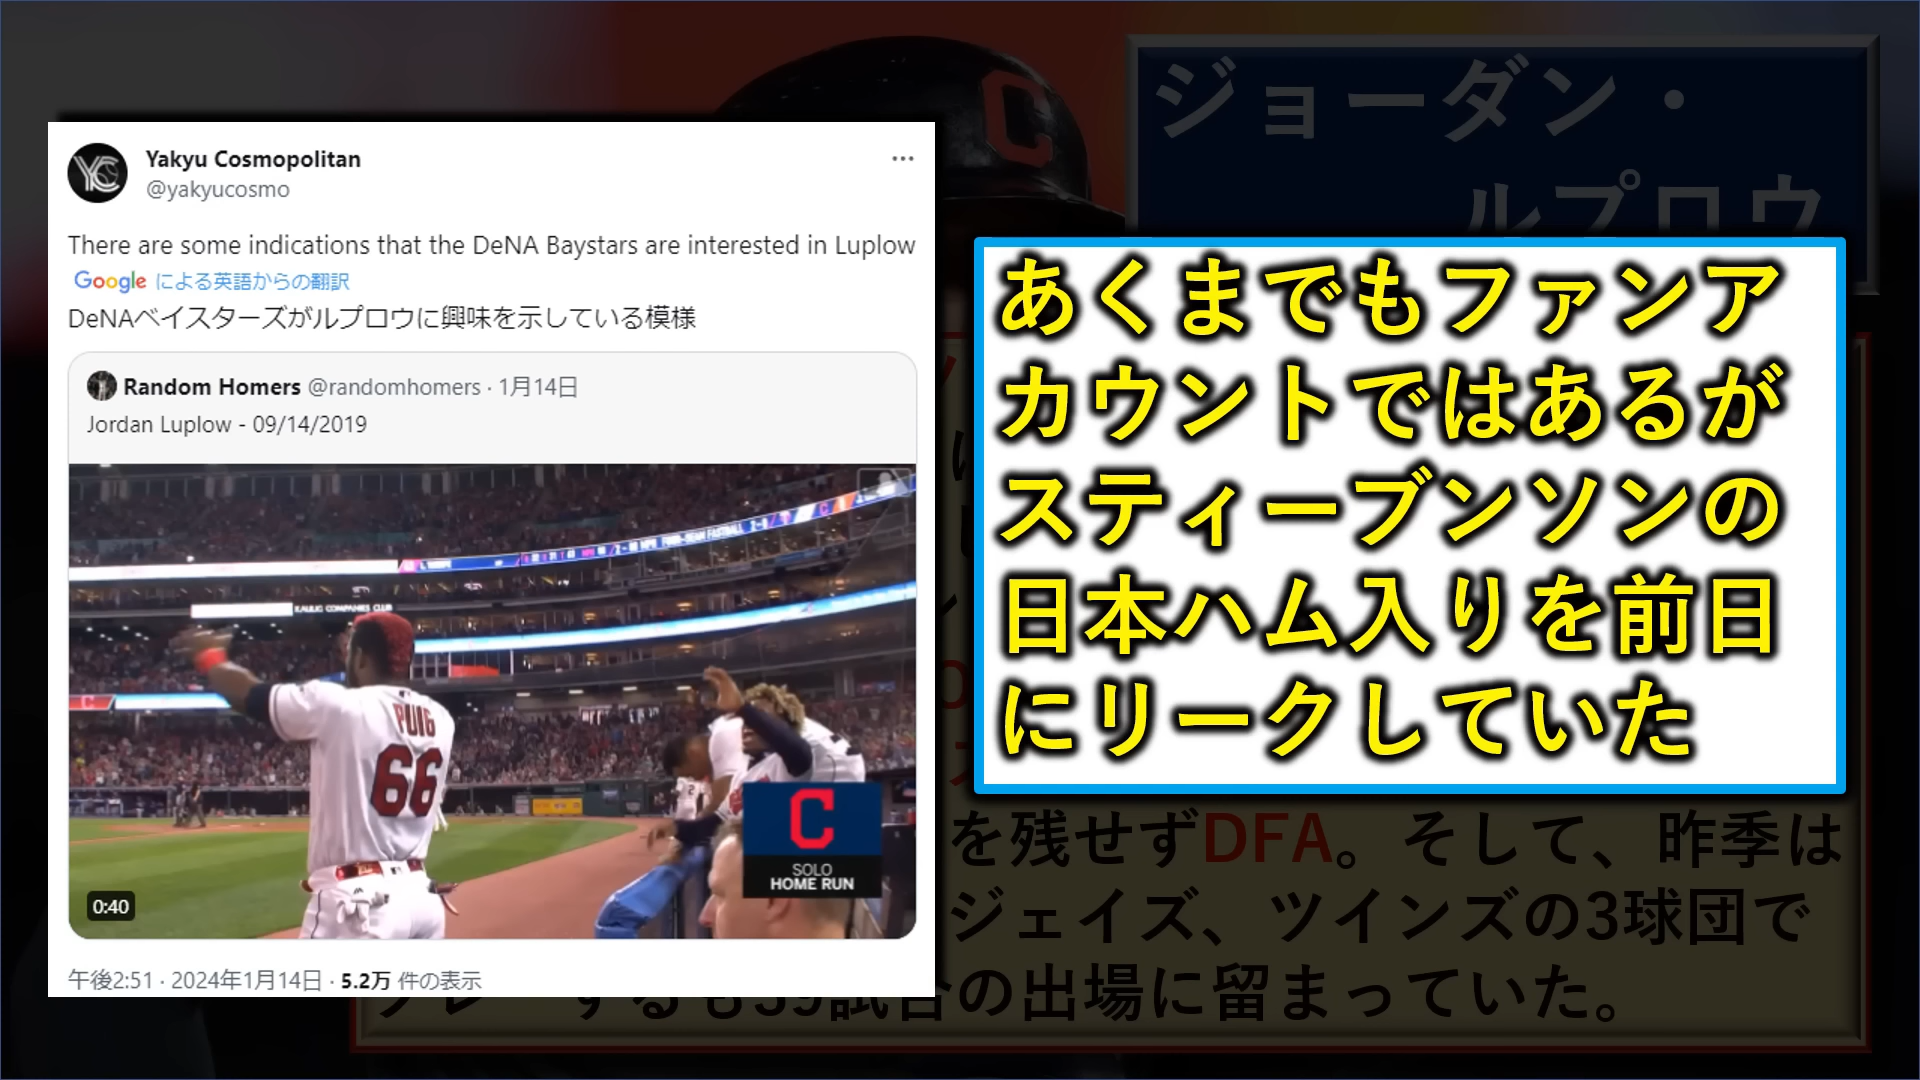 ジョーダン・
ルプロウ
Yakyu Cosmopolitan
@yakyucosmo
There are some indications that the DeNA Baystars are interested in Luplow
Google による英語からの翻訳
DeNAベイスターズがルプロウに興味を示している模様
Random Homers @randomhomers · 1月14日
Jordan Luplow - 09/14/2019
KAULIG COMPANIES CLUB
PUIG
66
C
SOLO
HOME RUN
0:40
午後2:51 · 2024年1月14日 · 5.2万 件の表示
あくまでもファンア
カウントではあるが
スティーブンソンの
日本ハム入りを前日
にリークしていた
を残せずDFA。そして、昨季は
ジェイズ、ツインズの3球団で
の出場に留まっていた。